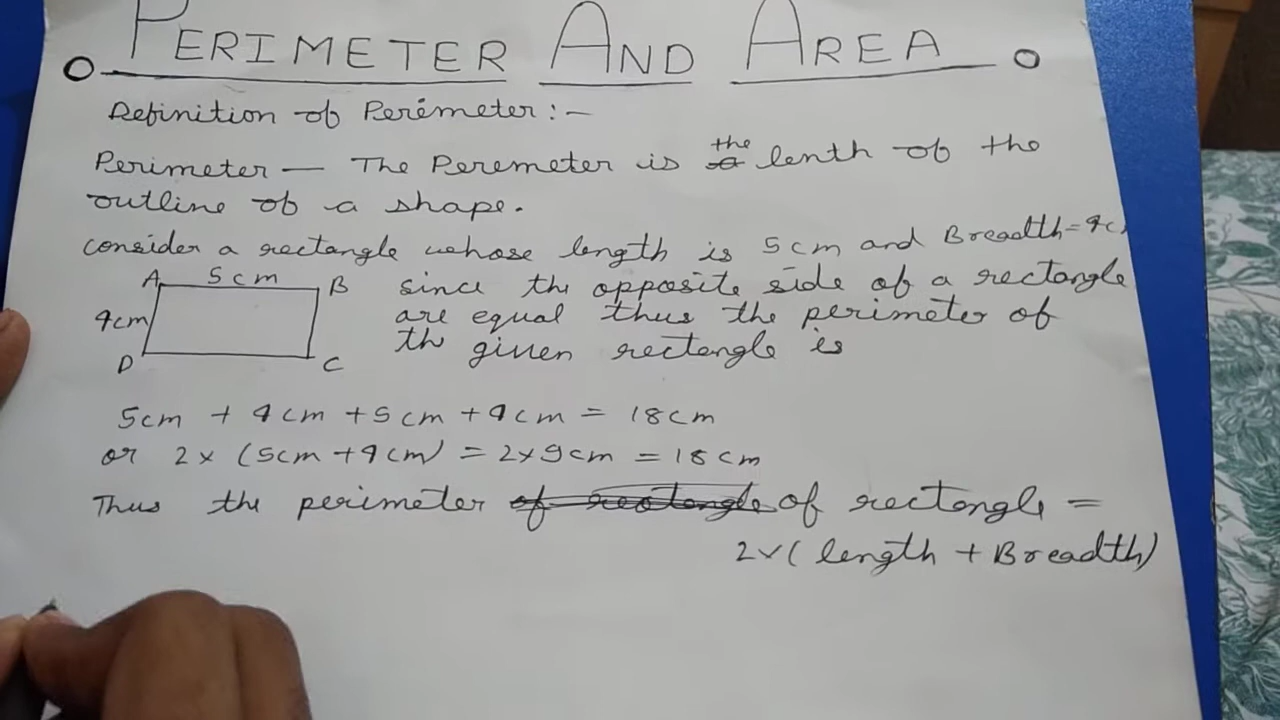 PERIMETER AND AREA
Definition of Perimeter :-
Perimeter - The Peremeter is the lenth of the
outline of a shape.
consider a rectangle whose length is 5cm and Breadth=4c
A 5cm B
since the opposite side of a rectangle
4cm
are equal thus the perimeter of
th given rectangle is
D C
5cm + 4cm + 5cm + 4cm = 18cm
or 2× (5cm + 4cm) = 2×9cm = 18cm
Thus the perimeter of rectangle of rectangle =
2×( length + Breadth)